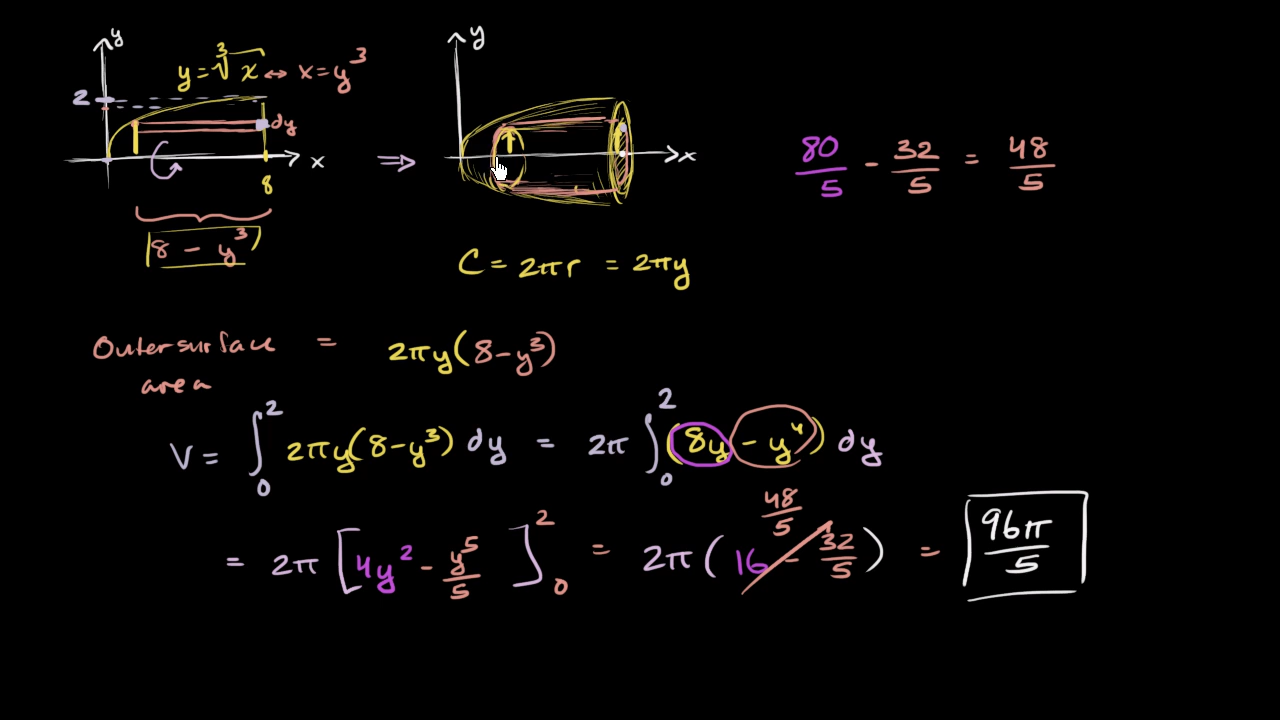 y
y = ∛x ↔ x = y³
2
dy
x
8
8 - y³
⇒
y
x
80/5 - 32/5 = 48/5
C = 2πr = 2πy
Outer surface area = 2πy(8-y³)
V = ∫₀² 2πy(8-y³) dy = 2π ∫₀² (8y - y⁴) dy
= 2π [4y² - y⁵/5]₀² = 2π(16 - 32/5) = 96π/5
48/5